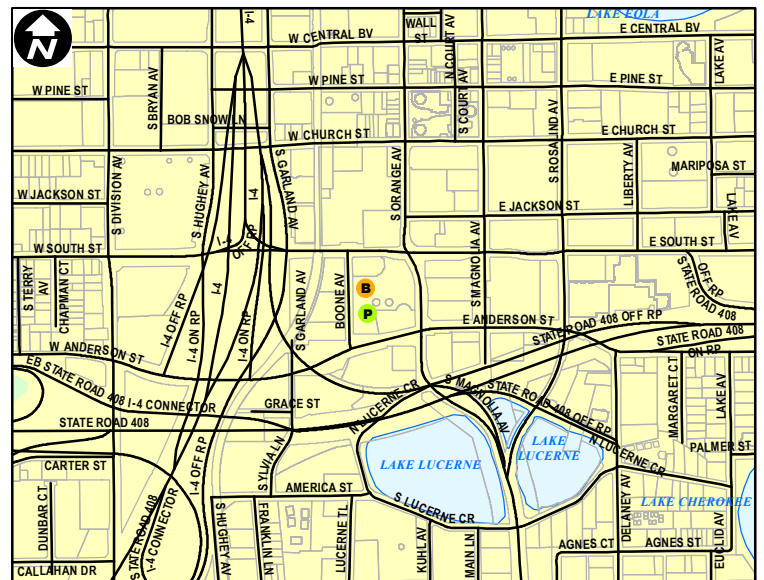 N
I-4
LAKE EOLA
W CENTRAL BV
WALL
ST
N COURT AV
E CENTRAL BV
LAKE AV
W PINE ST
S BRYAN AV
W PINE ST
S COURT AV
E PINE ST
BOB SNOW LN
W CHURCH ST
E CHURCH ST
S DIVISION AV
S HUGHEY AV
I-4
S GARLAND AV
S ORANGE AV
S ROSALIND AV
LIBERTY AV
MARIPOSA ST
W JACKSON ST
E JACKSON ST
LAKE AV
W SOUTH ST
I-4
OFF RP
S MAGNOLIA AV
E SOUTH ST
S TERRY
AV
CHAPMAN CT
I-4
S GARLAND AV
BOONE AV
B
P
OFF RP
STATE ROAD 408
I-4 OFF RP
I-4 ON RP
I-4 ON RP
E ANDERSON ST
STATE ROAD 408 OFF RP
STATE ROAD 408
ON RP
W ANDERSON ST
EB STATE ROAD 408 I-4 CONNECTOR
GRACE ST
N LUCERNE CR
S MAGNOLIA AV
STATE ROAD 408 OFF RP
MARGARET CT
LAKE AV
STATE ROAD 408
I-4 OFF RP
SYLVIA LN
LAKE LUCERNE
LAKE
LUCERNE
N LUCERNE CR
PALMER ST
CARTER ST
AMERICA ST
S LUCERNE CR
DELANEY AV
LAKE CHEROKEE
DUNBAR CT
STATE ROAD 408
I-4 CONNECTOR
S HUGHEY AV
FRANKLIN LN
LUCERNE TL
KUHL AV
MAIN LN
AGNES CT
AGNES ST
EUCLID AV
CALLAHAN DR